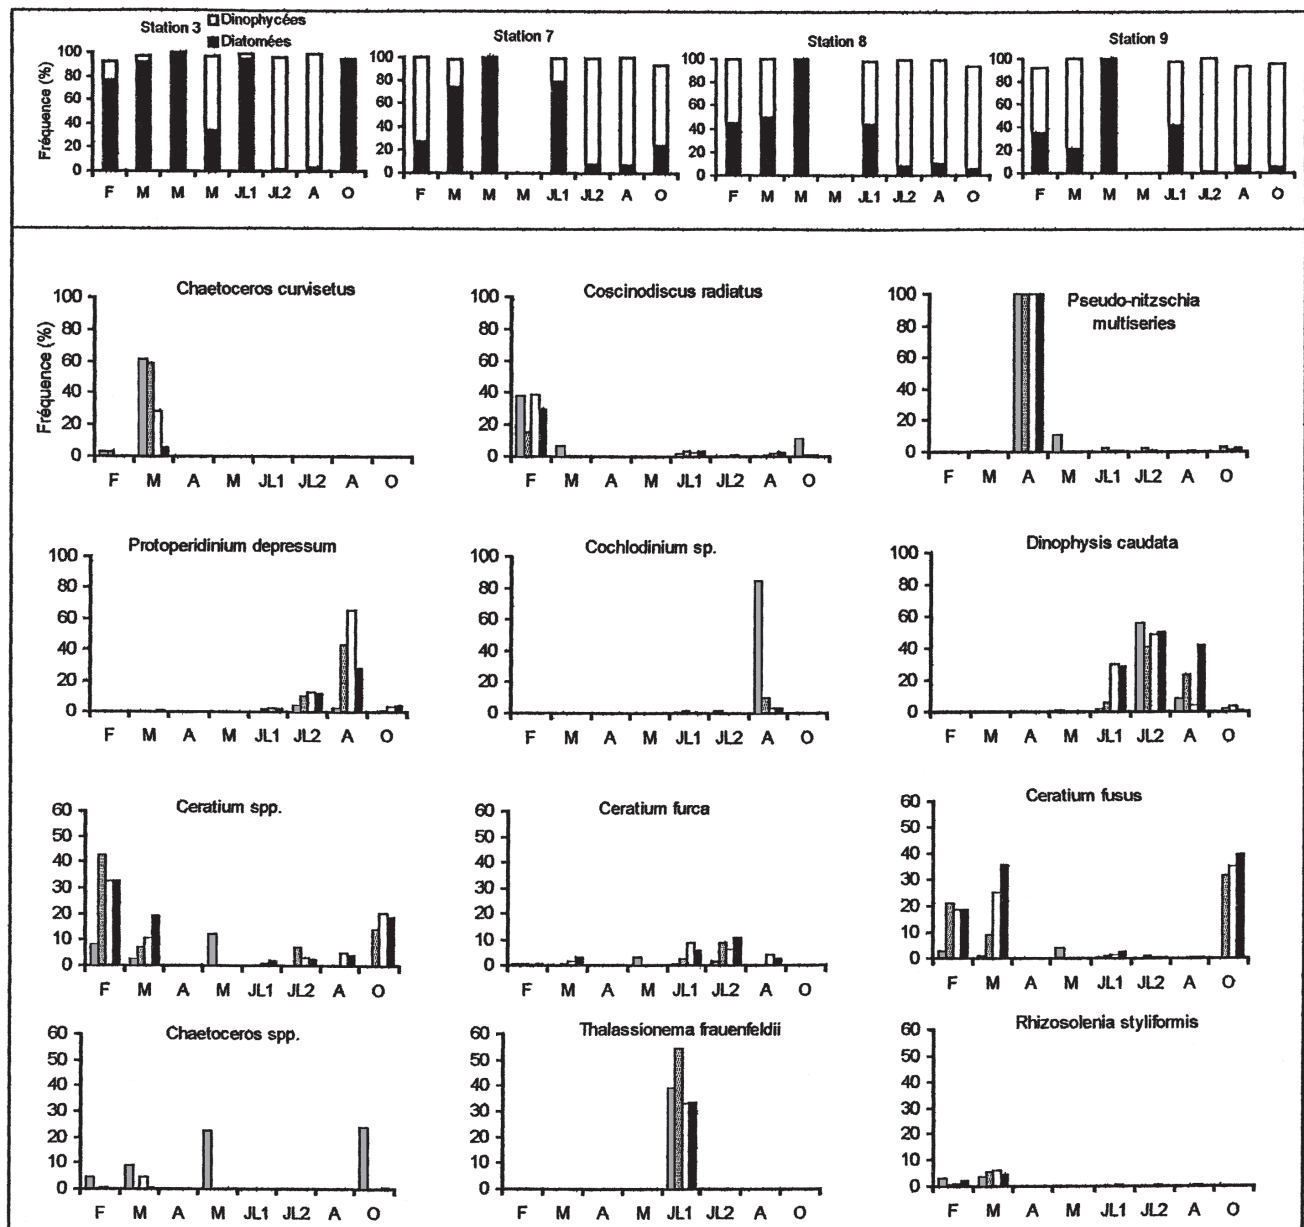 Station 3
Dinophycées
Diatomées
Station 7
Station 8
Station 9
Fréquence (%)
100
80
60
40
20
0
F M M M JL1 JL2 A O
100
80
60
40
20
0
F M M M JL1 JL2 A O
100
80
60
40
20
0
F M M M JL1 JL2 A O
100
80
60
40
20
0
F M M M JL1 JL2 A O
Chaetoceros curvisetus
Fréquence (%)
100
80
60
40
20
0
F M A M JL1 JL2 A O
Coscinodiscus radiatus
100
80
60
40
20
0
F M A M JL1 JL2 A O
Pseudo-nitzschia
multiseries
100
80
60
40
20
0
F M A M JL1 JL2 A O
Protoperidinium depressum
100
80
60
40
20
0
F M A M JL1 JL2 A O
Cochlodinium sp.
100
80
60
40
20
0
F M A M JL1 JL2 A O
Dinophysis caudata
100
80
60
40
20
0
F M A M JL1 JL2 A O
Ceratium spp.
60
50
40
30
20
10
0
F M A M JL1 JL2 A O
Ceratium furca
60
50
40
30
20
10
0
F M A M JL1 JL2 A O
Ceratium fusus
60
50
40
30
20
10
0
F M A M JL1 JL2 A O
Chaetoceros spp.
60
50
40
30
20
10
0
F M A M JL1 JL2 A O
Thalassionema frauenfeldii
60
50
40
30
20
10
0
F M A M JL1 JL2 A O
Rhizosolenia styliformis
60
50
40
30
20
10
0
F M A M JL1 JL2 A O